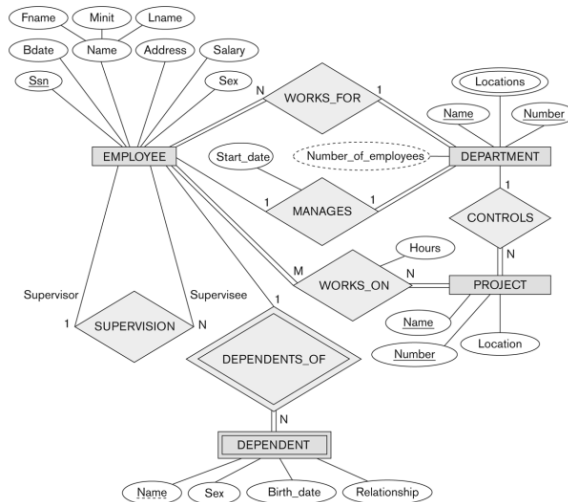 Fname Minit Lname
Bdate Name Address Salary
Ssn Sex
N WORKS_FOR 1
Locations
Name Number
EMPLOYEE Start_date Number_of_employees DEPARTMENT
1 MANAGES 1
1
CONTROLS
N
Hours
M WORKS_ON N
PROJECT
Supervisor Supervisee
1 SUPERVISION N
1
Name
Number Location
DEPENDENTS_OF
N
DEPENDENT
Name Sex Birth_date Relationship